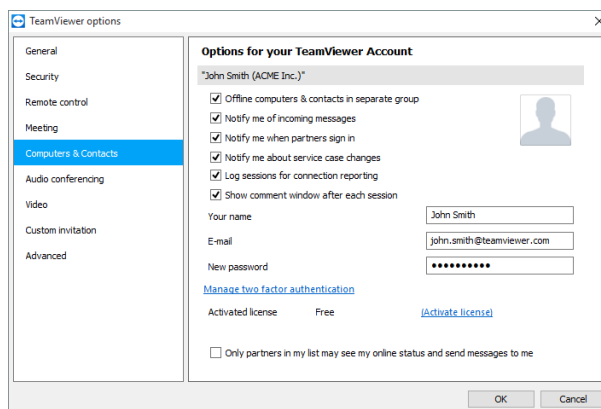 TeamViewer options
General
Security
Remote control
Meeting
Computers & Contacts
Audio conferencing
Video
Custom invitation
Advanced
Options for your TeamViewer Account
"John Smith (ACME Inc.)"
Offline computers & contacts in separate group
Notify me of incoming messages
Notify me when partners sign in
Notify me about service case changes
Log sessions for connection reporting
Show comment window after each session
Your name John Smith
E-mail john.smith@teamviewer.com
New password ●●●●●●●●●●
Manage two factor authentication
Activated license Free (Activate license)
Only partners in my list may see my online status and send messages to me
OK Cancel